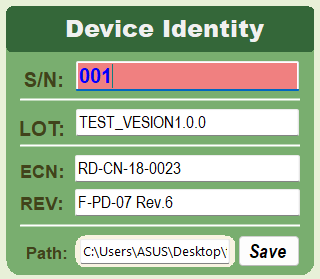 Device Identity
S/N: 001
LOT: TEST_VESION1.0.0
ECN: RD-CN-18-0023
REV: F-PD-07 Rev.6
Path: C:\Users\ASUS\Desktop\ Save